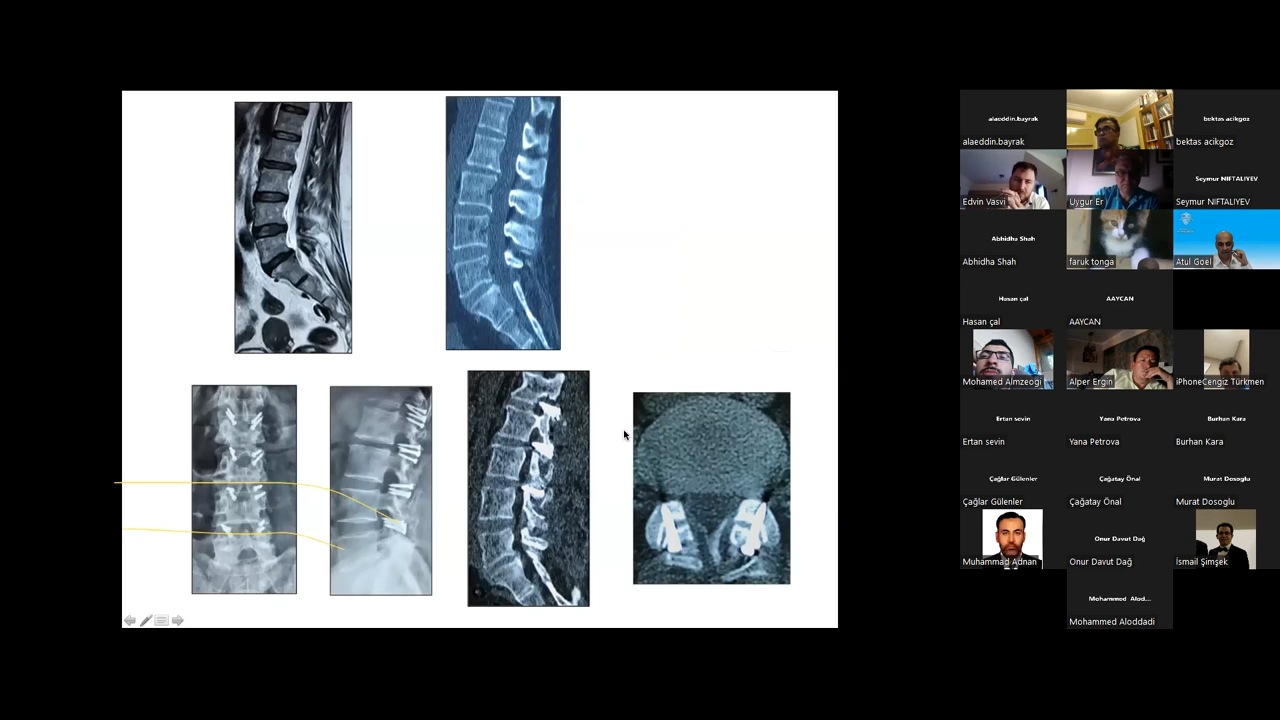 alaeddin.bayrak
alaeddin.bayrak
bektas acikgoz
bektas acikgoz
Edvin Vasvi
Uygur Er
Seymur NIFTALIYEV
Seymur NIFTALIYEV
Abhidha Shah
Abhidha Shah
faruk tonga
Atul Goel
Hasan çal
Hasan çal
AAYCAN
AAYCAN
Mohamed Almzeogi
Alper Ergin
iPhoneCengiz Türkmen
Ertan sevin
Ertan sevin
Yana Petrova
Yana Petrova
Burhan Kara
Burhan Kara
Çağlar Gülenler
Çağlar Gülenler
Çağatay Önal
Çağatay Önal
Murat Dosoglu
Murat Dosoglu
Muhammad Adnan
Onur Davut Dağ
Onur Davut Dağ
İsmail Şimşek
Mohammed Alod...
Mohammed Aloddadi